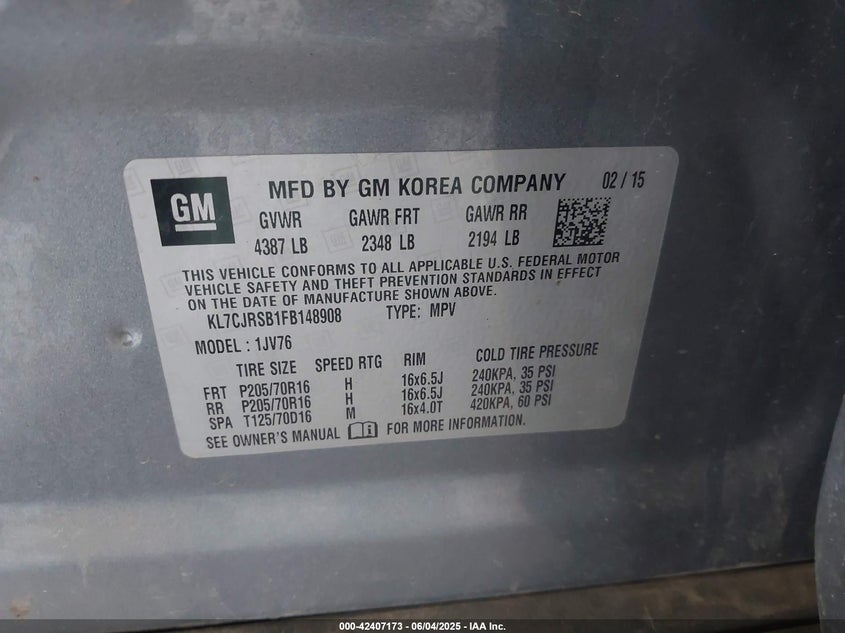 GM
MFD BY GM KOREA COMPANY 02 / 15
GVWR GAWR FRT GAWR RR
4387 LB 2348 LB 2194 LB
THIS VEHICLE CONFORMS TO ALL APPLICABLE U.S. FEDERAL MOTOR
VEHICLE SAFETY AND THEFT PREVENTION STANDARDS IN EFFECT
ON THE DATE OF MANUFACTURE SHOWN ABOVE.
KL7CJRSB1FB148908 TYPE: MPV
MODEL : 1JV76
TIRE SIZE SPEED RTG RIM COLD TIRE PRESSURE
FRT P205/70R16 H 16x6.5J 240KPA, 35 PSI
RR P205/70R16 H 16x6.5J 240KPA, 35 PSI
SPA T125/70D16 M 16x4.0T 420KPA, 60 PSI
SEE OWNER'S MANUAL FOR MORE INFORMATION.
000-42407173 - 06/04/2025 - IAA Inc.